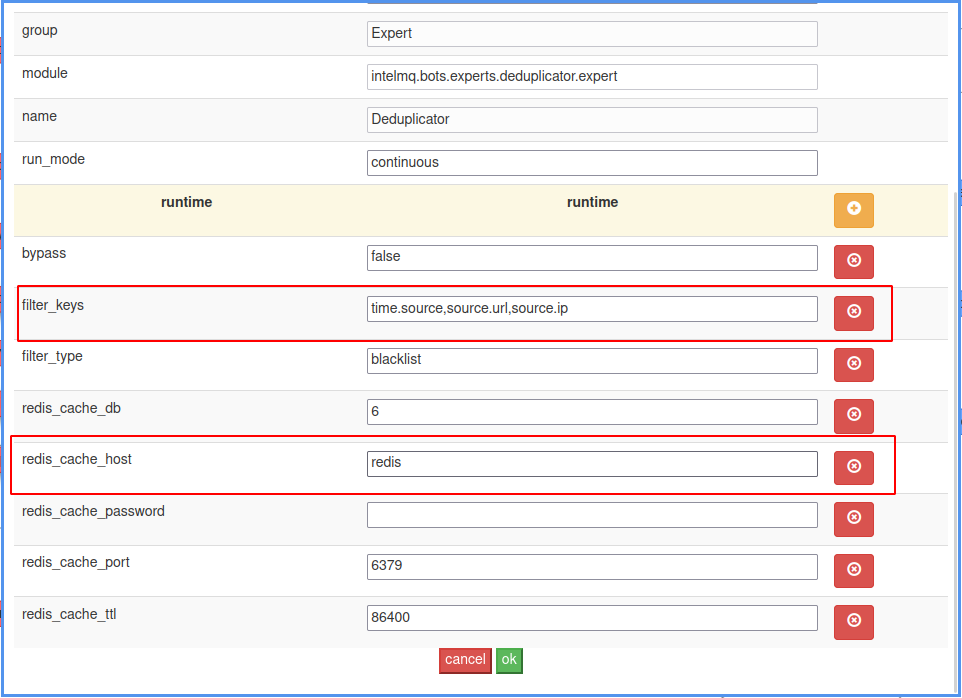 group Expert
module intelmq.bots.experts.deduplicator.expert
name Deduplicator
run_mode continuous
runtime runtime
bypass false
filter_keys time.source,source.url,source.ip
filter_type blacklist
redis_cache_db 6
redis_cache_host redis
redis_cache_password
redis_cache_port 6379
redis_cache_ttl 86400
cancel ok